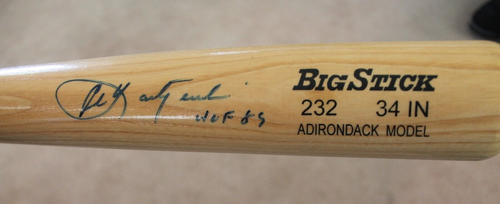 HOF 89
BIGSTICK
232 34 IN
ADIRONDACK MODEL